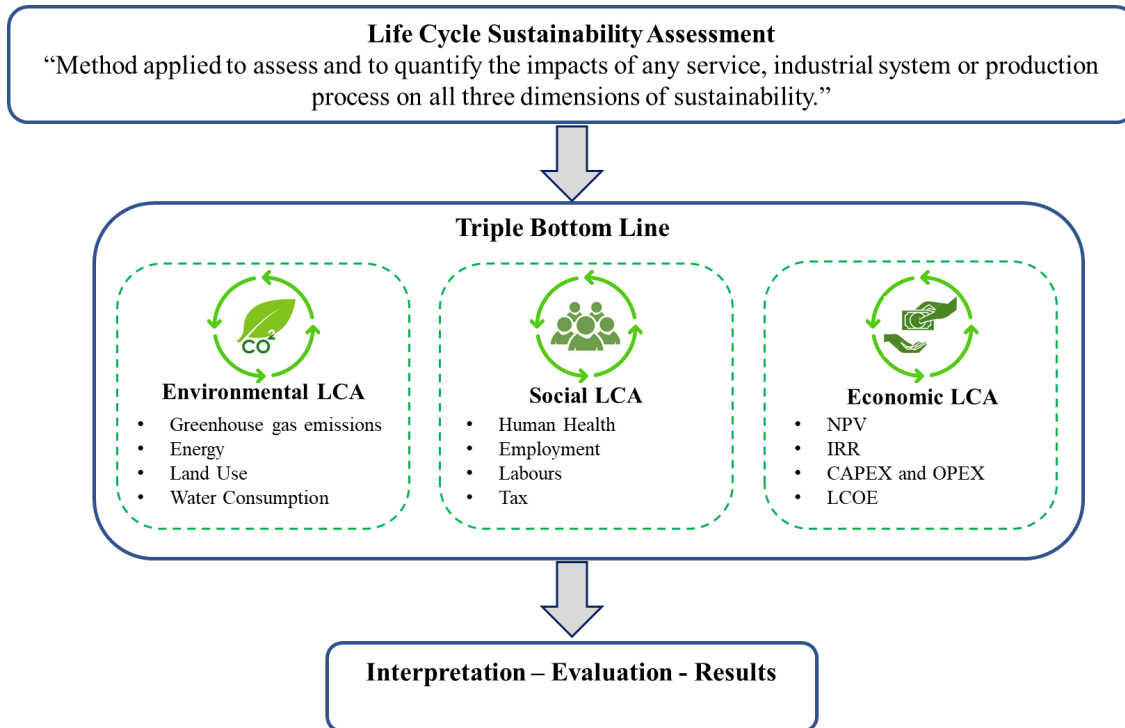 Life Cycle Sustainability Assessment
“Method applied to assess and to quantify the impacts of any service, industrial system or production
process on all three dimensions of sustainability.”
Triple Bottom Line
CO2
Environmental LCA
• Greenhouse gas emissions
• Energy
• Land Use
• Water Consumption
Social LCA
• Human Health
• Employment
• Labours
• Tax
Economic LCA
• NPV
• IRR
• CAPEX and OPEX
• LCOE
Interpretation – Evaluation - Results